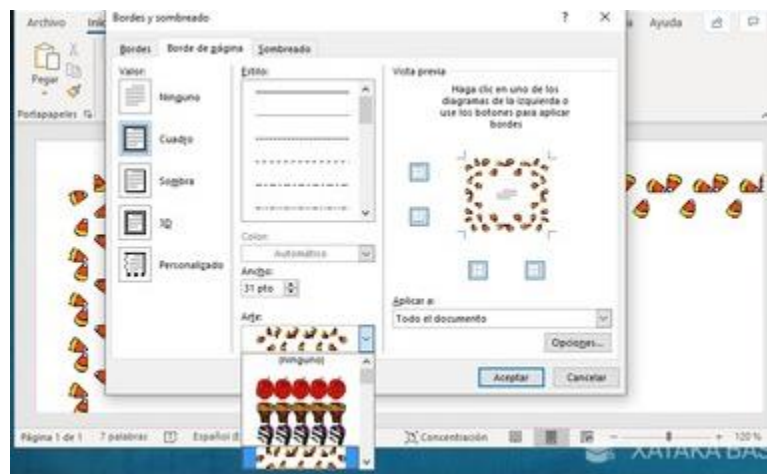 Archivo
Inic
Bordes y sombreado
?
Ayuda
Pegar
Portapapeles
Bordes
Borde de página
Sombreado
Valor:
Ninguno
Cuadro
Sombra
3D
Personalizado
Estilo:
Color:
Automático
Ancho:
31 pto
Arte:
(ninguno)
Vista previa
Haga clic en uno de los
diagramas de la izquierda o
use los botones para aplicar
bordes
Aplicar a:
Todo el documento
Opciones...
Aceptar
Cancelar
Página 1 de 1
7 palabras
Español d
Concentración
120 %
XATAKA BAS